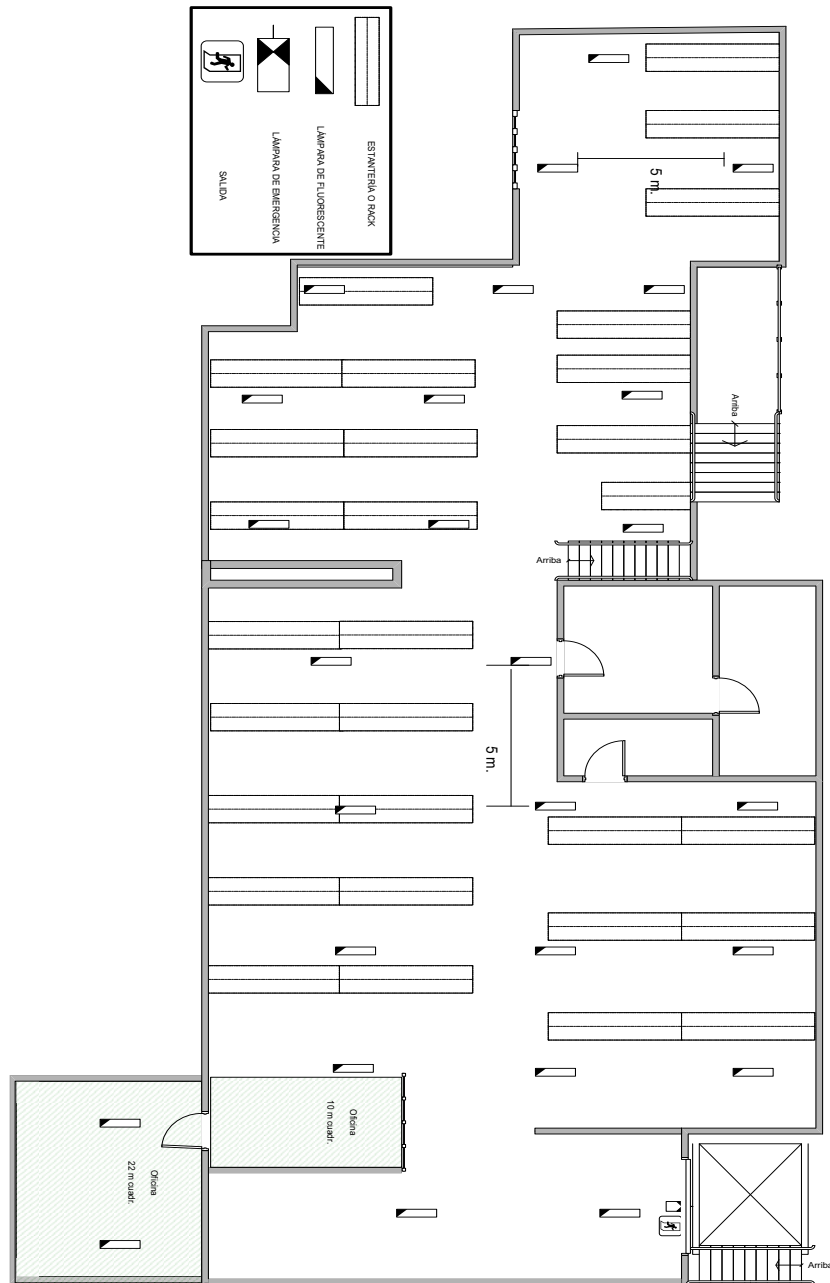 ESTANTERÍA O RACK
LÁMPARA DE FLUORESCENTE
LÁMPARA DE EMERGENCIA
SALIDA
5 m.
Arriba
Arriba
5 m.
Oficina
10 m cuadr.
Oficina
22 m cuadr.
Arriba